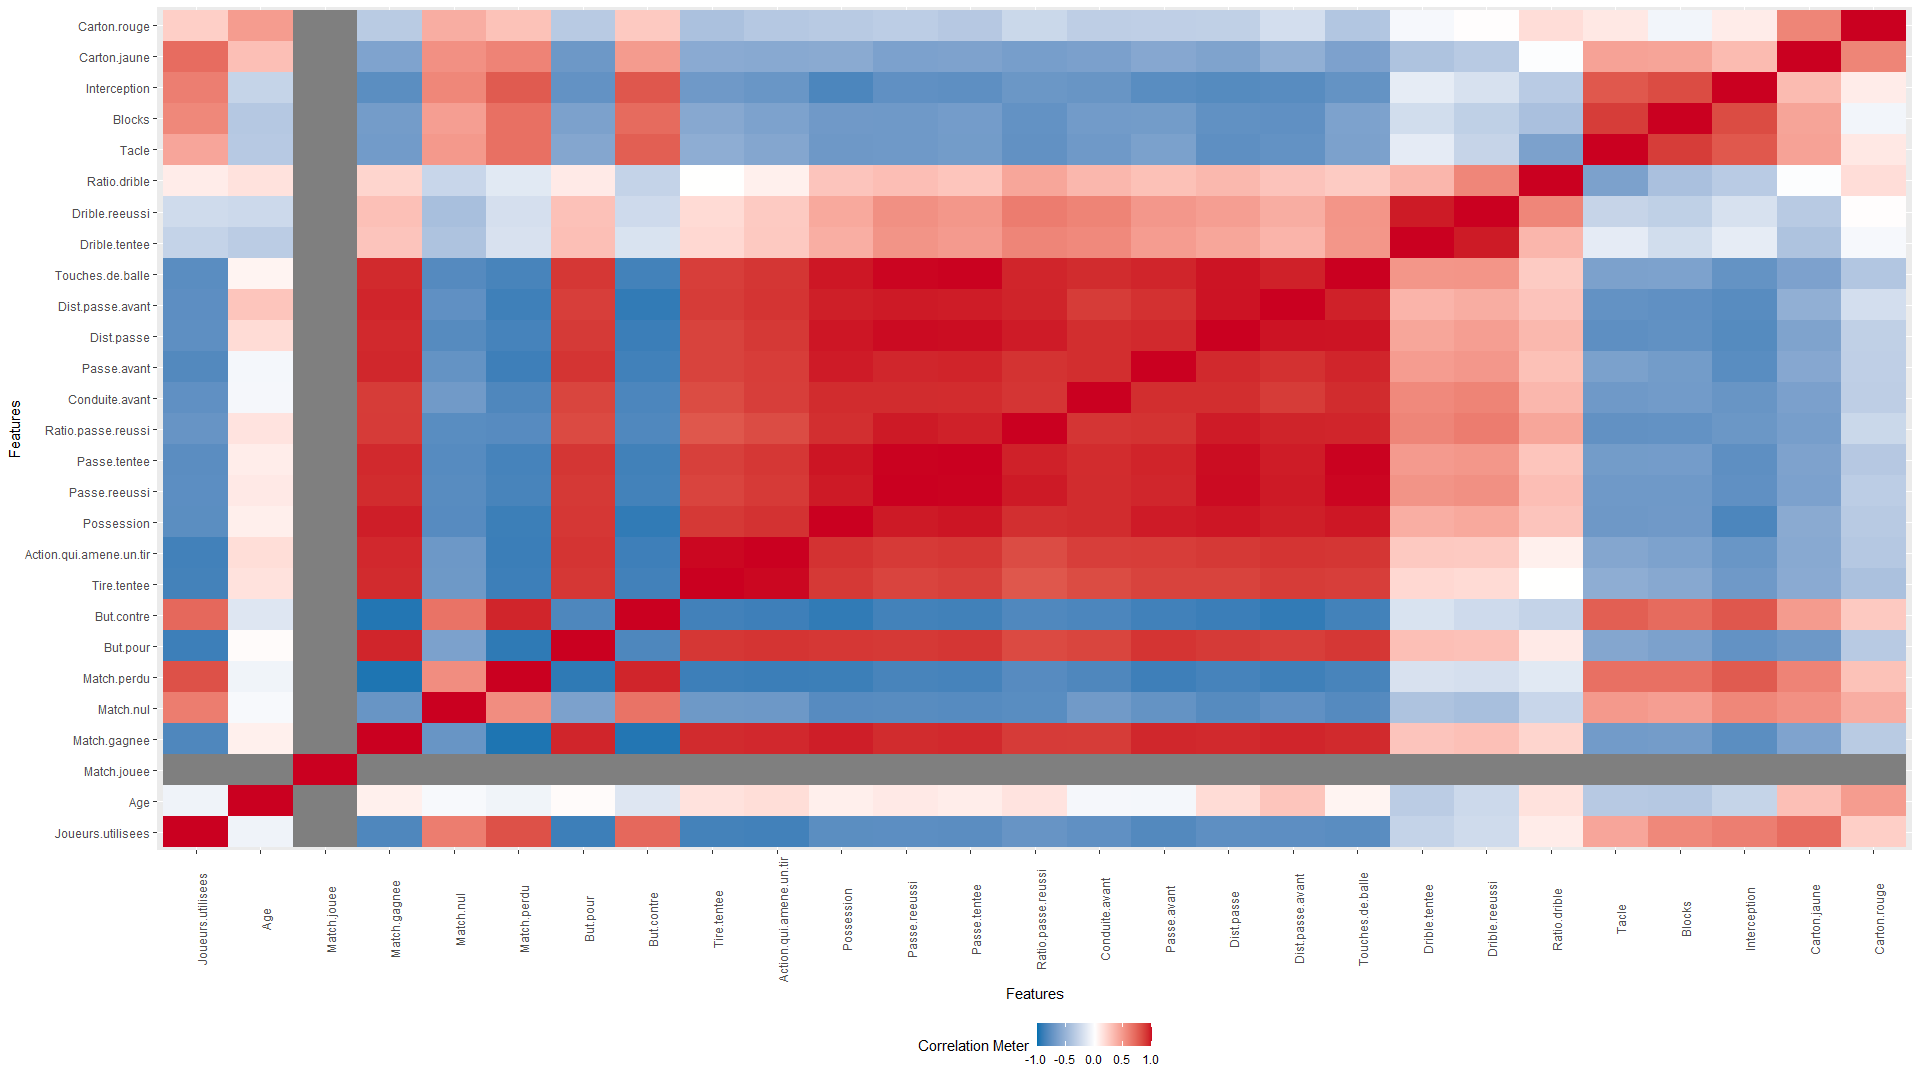 Carton.rouge
Carton.jaune
Interception
Blocks
Tacle
Ratio.drible
Drible.reeussi
Drible.tentee
Touches.de.balle
Dist.passe.avant
Dist.passe
Passe.avant
Conduite.avant
Ratio.passe.reussi
Passe.tentee
Passe.reeussi
Possession
Action.qui.amene.un.tir
Tire.tentee
But.contre
But.pour
Match.perdu
Match.nul
Match.gagnee
Match.jouee
Age
Joueurs.utilisees
Features
Joueurs.utilisees
Age
Match.jouee
Match.gagnee
Match.nul
Match.perdu
But.pour
But.contre
Tire.tentee
Action.qui.amene.un.tir
Possession
Passe.reeussi
Passe.tentee
Ratio.passe.reussi
Conduite.avant
Passe.avant
Dist.passe
Dist.passe.avant
Touches.de.balle
Drible.tentee
Drible.reeussi
Ratio.drible
Tacle
Blocks
Interception
Carton.jaune
Carton.rouge
Features
Correlation Meter
-1.0 -0.5 0.0 0.5 1.0